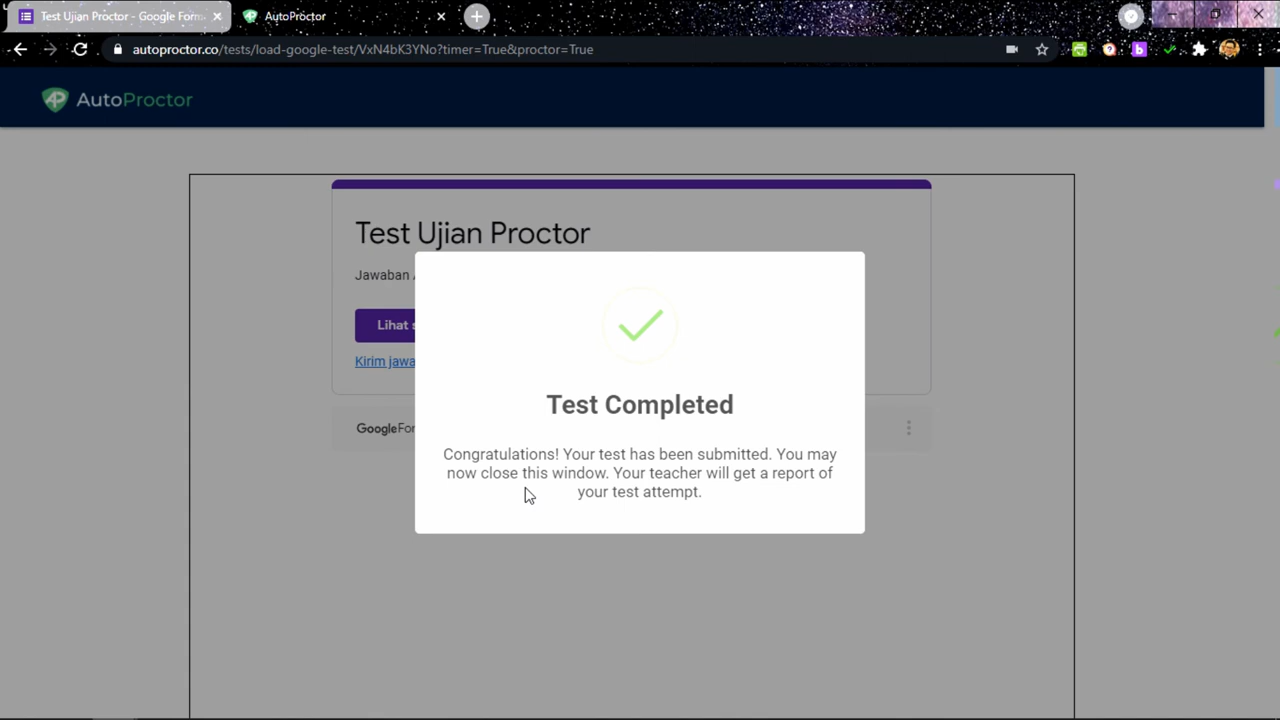 Test Ujian Proctor - Google Form
AutoProctor
autoproctor.co/tests/load-google-test/VxN4bK3YNo?timer=True&proctor=True
AutoProctor
Test Ujian Proctor
Jawaban
Lihat
Kirim jawa
Test Completed
Congratulations! Your test has been submitted. You may
now close this window. Your teacher will get a report of
your test attempt.
GoogleFor